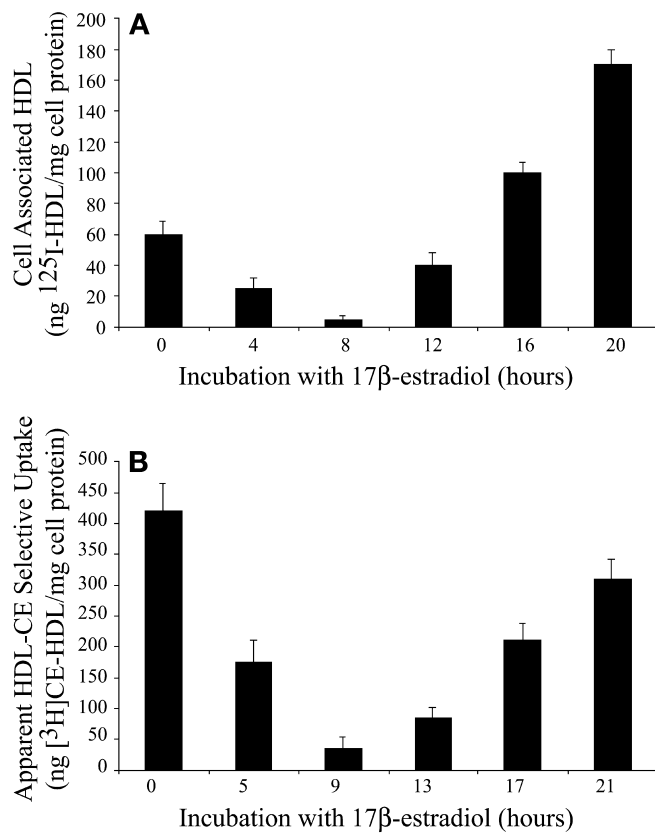 A
Cell Associated HDL
(ng ¹²⁵I-HDL/mg cell protein)
200
180
160
140
120
100
80
60
40
20
0
0 4 8 12 16 20
Incubation with 17β-estradiol (hours)
B
Apparent HDL-CE Selective Uptake
(ng [³H]CE-HDL/mg cell protein)
500
450
400
350
300
250
200
150
100
50
0
0 5 9 13 17 21
Incubation with 17β-estradiol (hours)